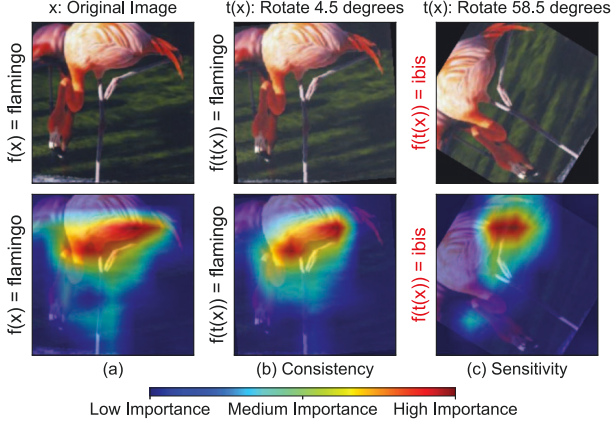 x: Original Image
t(x): Rotate 4.5 degrees
t(x): Rotate 58.5 degrees
f(x) = flamingo
f(t(x)) = flamingo
f(t(x)) = ibis
f(x) = flamingo
f(t(x)) = flamingo
f(t(x)) = ibis
(a)
(b) Consistency
(c) Sensitivity
Low Importance
Medium Importance
High Importance